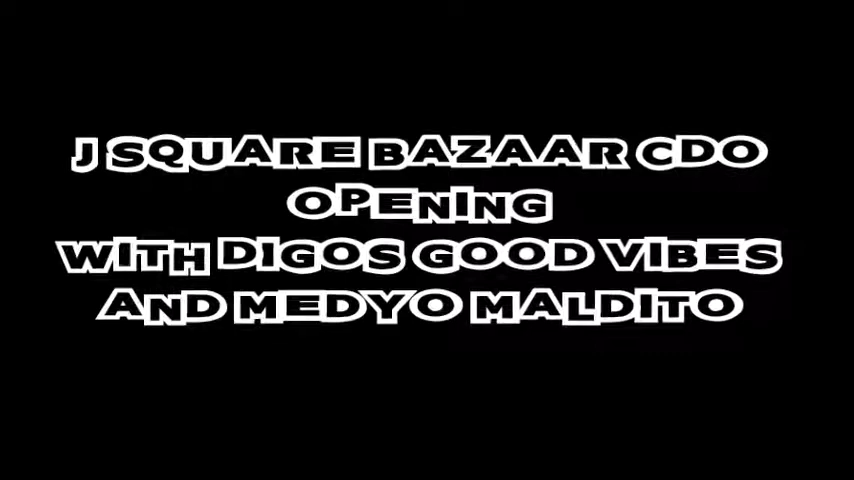 J SQUARE BAZAAR CDO
OPENING
WITH DIGOS GOOD VIBES
AND MEDYO MALDITO